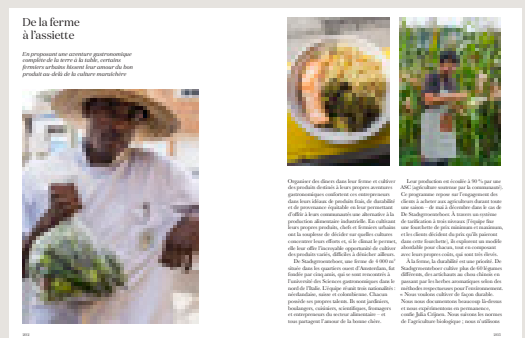 De la ferme
à l'assiette
En proposant une aventure gastronomique
complète de la terre à la table, certains
fermiers urbains hissent leur amour du bon
produit au-delà de la culture maraîchère
Organiser des dîners dans leur ferme et cultiver
des produits destinés à leurs propres aventures
gastronomiques confortent ces entrepreneurs
dans leurs idéaux de produits frais, de durabilité
et de provenance équitable en leur permettant
d'offrir à leurs communautés une alternative à la
production alimentaire industrielle. En cultivant
leurs propres produits, chefs et fermiers urbains
ont la souplesse de décider sur quelles cultures
concentrer leurs efforts et, si le climat le permet,
elle leur offre l'incroyable opportunité de cultiver
des produits variés, difficiles à dénicher ailleurs.
De Stadsgroenteboer, une ferme de 4 000 m²
située dans les quartiers ouest d'Amsterdam, fut
fondée par cinq amis, qui se sont rencontrés à
l'université des Sciences gastronomiques dans le
nord de l'Italie. L'équipe réunit trois nationalités :
néerlandaise, suisse et colombienne. Chacun
possède ses propres talents. Ils sont jardiniers,
boulangers, cuisiniers, scientifiques, fromagers
et entrepreneurs du secteur alimentaire – et
tous partagent l'amour de la bonne chère.
Leur production est écoulée à 90 % par une
ASC (agriculture soutenue par la communauté).
Ce programme repose sur l'engagement des
clients à acheter aux agriculteurs durant toute
une saison – de mai à décembre dans le cas de
De Stadsgroenteboer. À travers un système
de tarification à trois niveaux (l'équipe fixe
une fourchette de prix minimum et maximum,
et les clients décident du prix qu'ils paieront
dans cette fourchette), ils explorent un modèle
abordable pour chacun, tout en composant
avec leurs propres coûts, qui sont très élevés.
À la ferme, la durabilité est une priorité. De
Stadsgroenteboer cultive plus de 60 légumes
différents, des artichauts au chou chinois en
passant par les herbes aromatiques selon des
méthodes respectueuses pour l'environnement.
« Nous voulons cultiver de façon durable.
Nous nous documentons beaucoup là-dessus
et nous expérimentons en permanence,
confie Julia Crijnen. Nous suivons les normes
de l'agriculture biologique ; nous n'utilisons